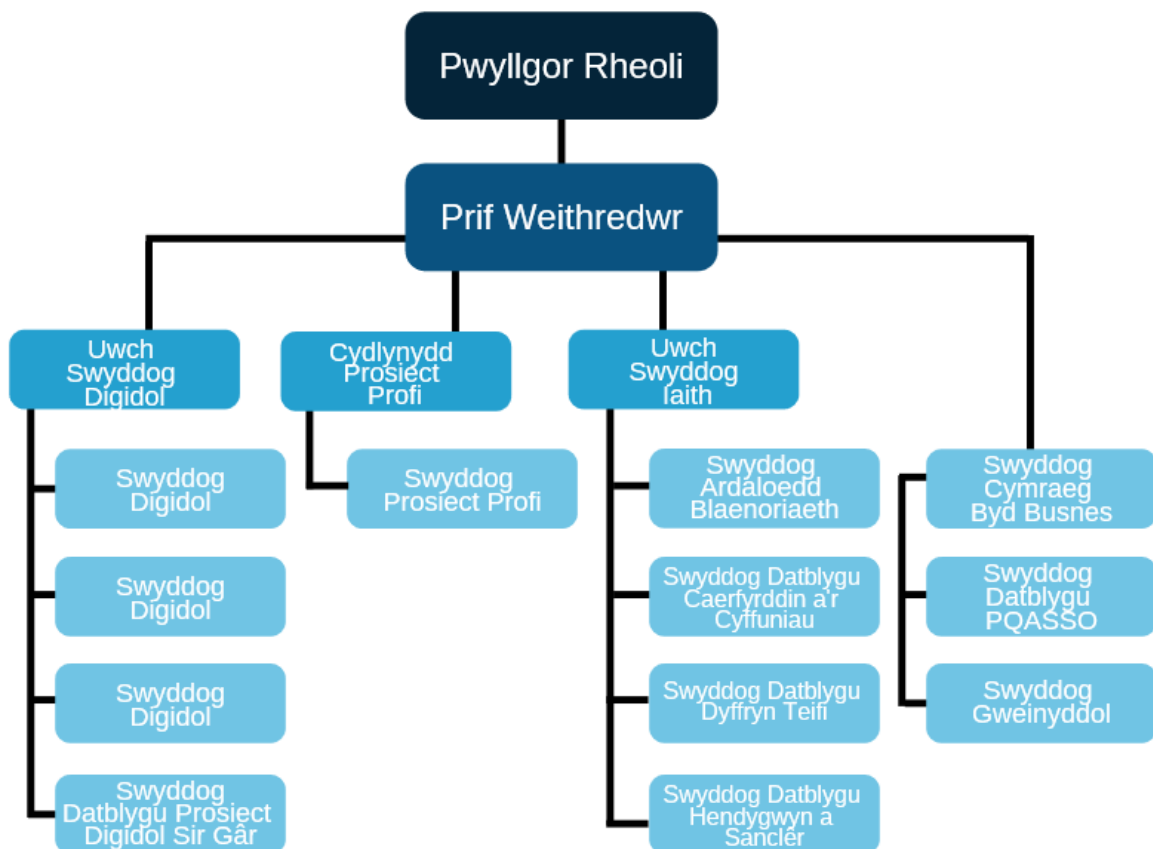 Pwyllgor Rheoli
Prif Weithredwr
Uwch
Swyddog
Digidol
Cydlynydd
Prosiect
Profi
Uwch
Swyddog
Iaith
Swyddog
Digidol
Swyddog
Digidol
Swyddog
Digidol
Swyddog
Datblygu Prosiect
Digidol Sir Gâr
Swyddog
Prosiect Profi
Swyddog
Ardaloedd
Blaenoriaeth
Swyddog Datblygu
Caerfyrddin a'r
Cyffuniau
Swyddog Datblygu
Dyffryn Teifi
Swyddog Datblygu
Hendygwyn a
Sanclêr
Swyddog
Cymraeg
Byd Busnes
Swyddog
Datblygu
PQASSO
Swyddog
Gweinyddol